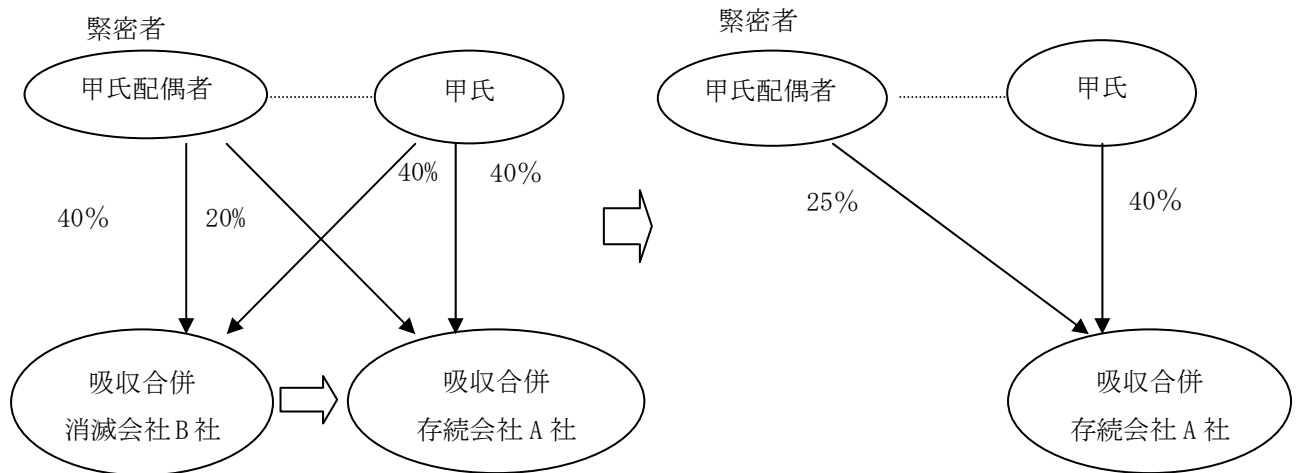 緊密者
甲氏配偶者
甲氏
40%
20%
40%
40%
吸収合併
消滅会社B社
吸収合併
存続会社A社
緊密者
甲氏配偶者
甲氏
25%
40%
吸収合併
存続会社A社